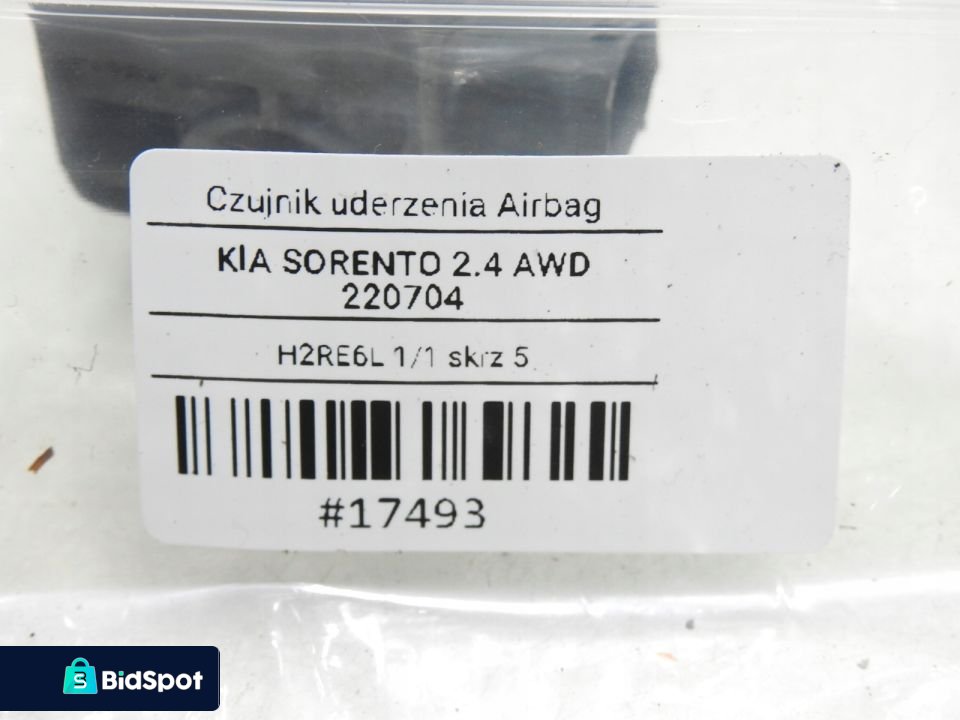 Czujnik uderzenia Airbag
KIA SORENTO 2.4 AWD
220704
H2RE6L 1/1 skrz 5
#17493
BidSpot